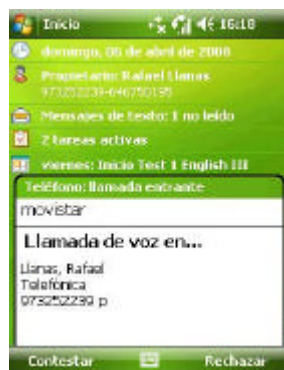 Inicio 16:18
domingo, 06 de abril de 2008
Propietario: Rafael Llanas
973252239-646750195
Mensajes de texto: 1 no leído
2 tareas activas
viernes: Inicio Test 1 English III
Teléfono: llamada entrante
movistar
Llamada de voz en...
Llanas, Rafael
Telefónica
973252239 p
Contestar Rechazar